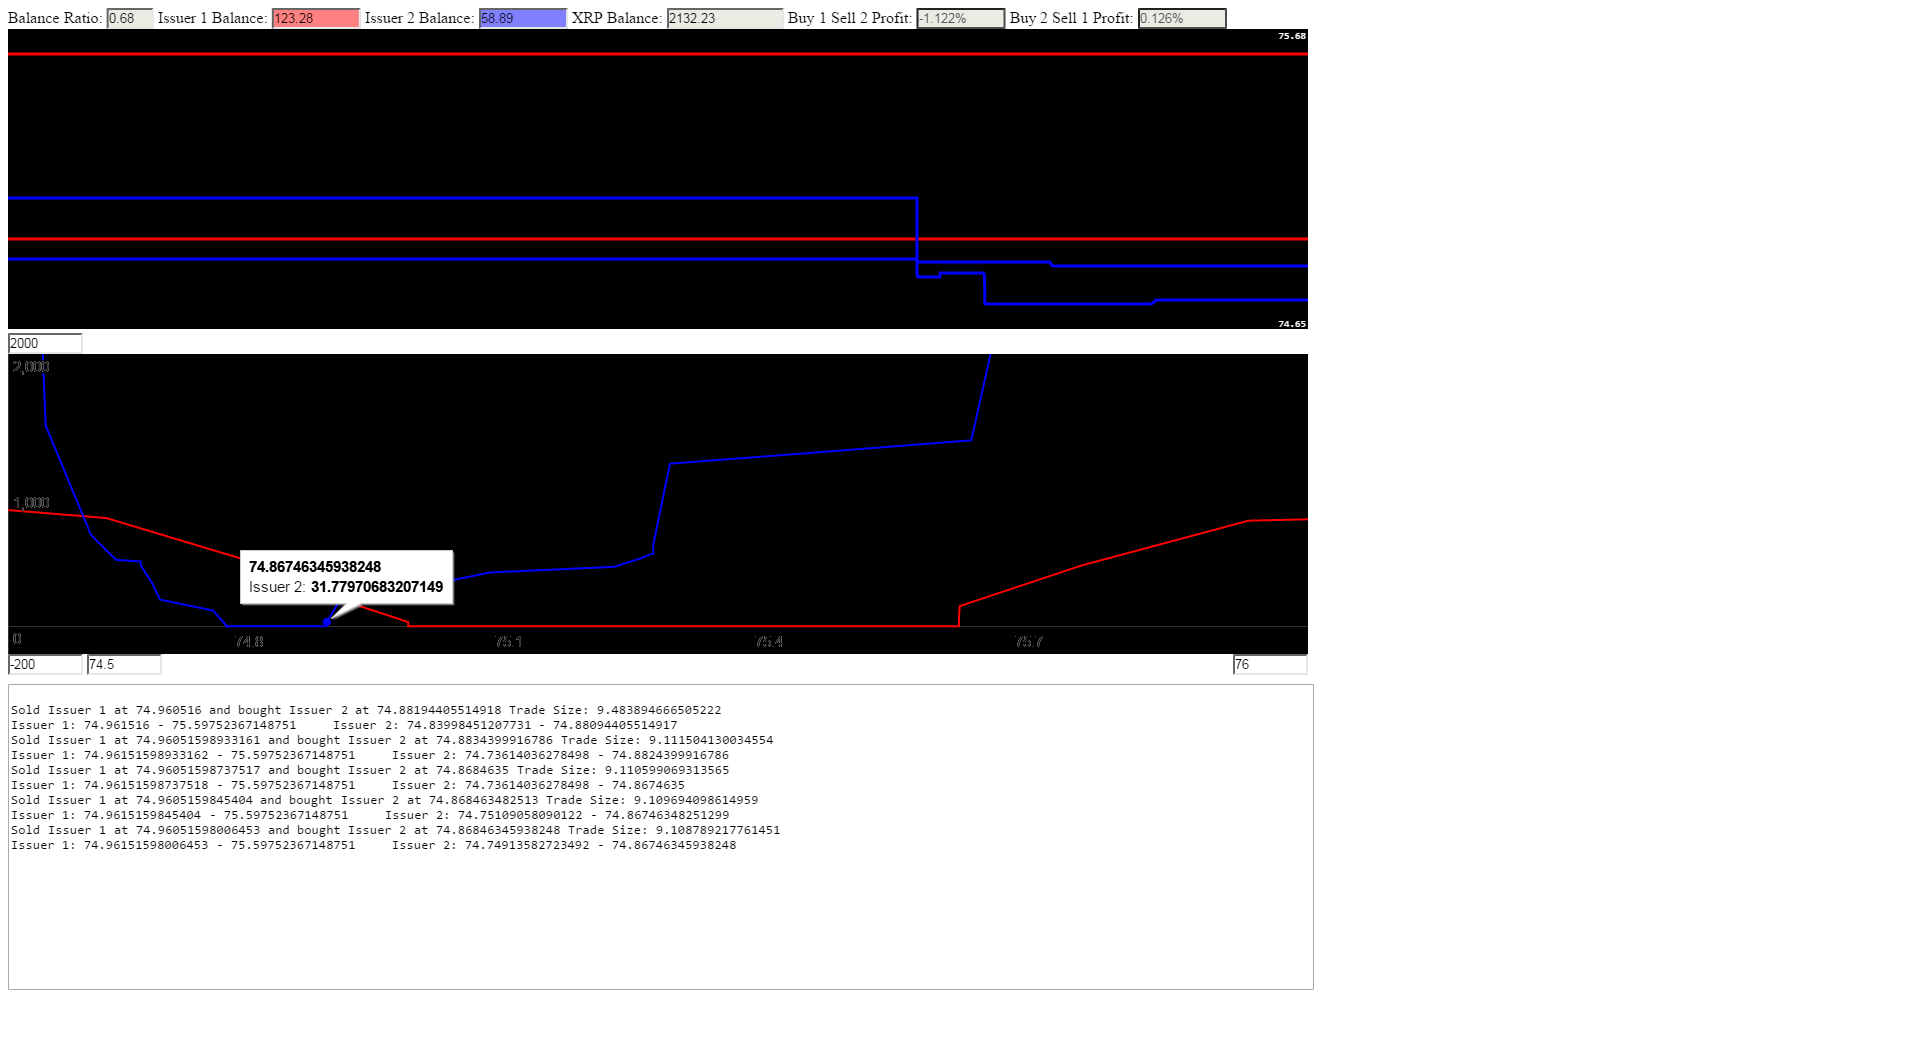 Balance Ratio: 0.68 Issuer 1 Balance: 123.28 Issuer 2 Balance: 58.89 XRP Balance: 2132.23 Buy 1 Sell 2 Profit: -1.122% Buy 2 Sell 1 Profit: 0.126%
75.68
74.65
2000
2,000
1,000
74.86746345938248
Issuer 2: 31.77970683207149
0
74.8 75.1 75.4 75.7
-200 74.5 76
Sold Issuer 1 at 74.960516 and bought Issuer 2 at 74.88194405514918 Trade Size: 9.483894666505222
Issuer 1: 74.961516 - 75.59752367148751 Issuer 2: 74.83998451207731 - 74.88094405514917
Sold Issuer 1 at 74.96051598933161 and bought Issuer 2 at 74.8834399916786 Trade Size: 9.111504130034554
Issuer 1: 74.96151598933162 - 75.59752367148751 Issuer 2: 74.73614036278498 - 74.8824399916786
Sold Issuer 1 at 74.96051598737517 and bought Issuer 2 at 74.8684635 Trade Size: 9.110599069313565
Issuer 1: 74.96151598737518 - 75.59752367148751 Issuer 2: 74.73614036278498 - 74.8674635
Sold Issuer 1 at 74.9605159845404 and bought Issuer 2 at 74.868463482513 Trade Size: 9.109694098614959
Issuer 1: 74.9615159845404 - 75.59752367148751 Issuer 2: 74.75109058090122 - 74.86746348251299
Sold Issuer 1 at 74.96051598006453 and bought Issuer 2 at 74.86846345938248 Trade Size: 9.108789217761451
Issuer 1: 74.96151598006453 - 75.59752367148751 Issuer 2: 74.74913582723492 - 74.86746345938248